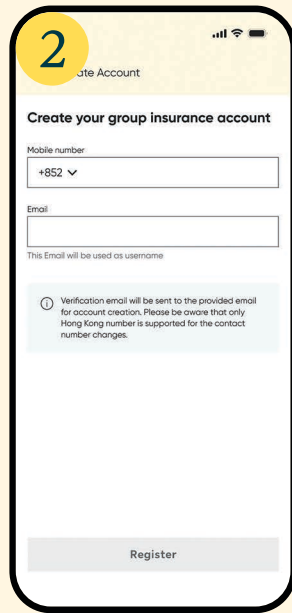 2
ate Account
Create your group insurance account
Mobile number
+852
Email
This Email will be used as username
Verification email will be sent to the provided email
for account creation. Please be aware that only
Hong Kong number is supported for the contact
number changes.
Register